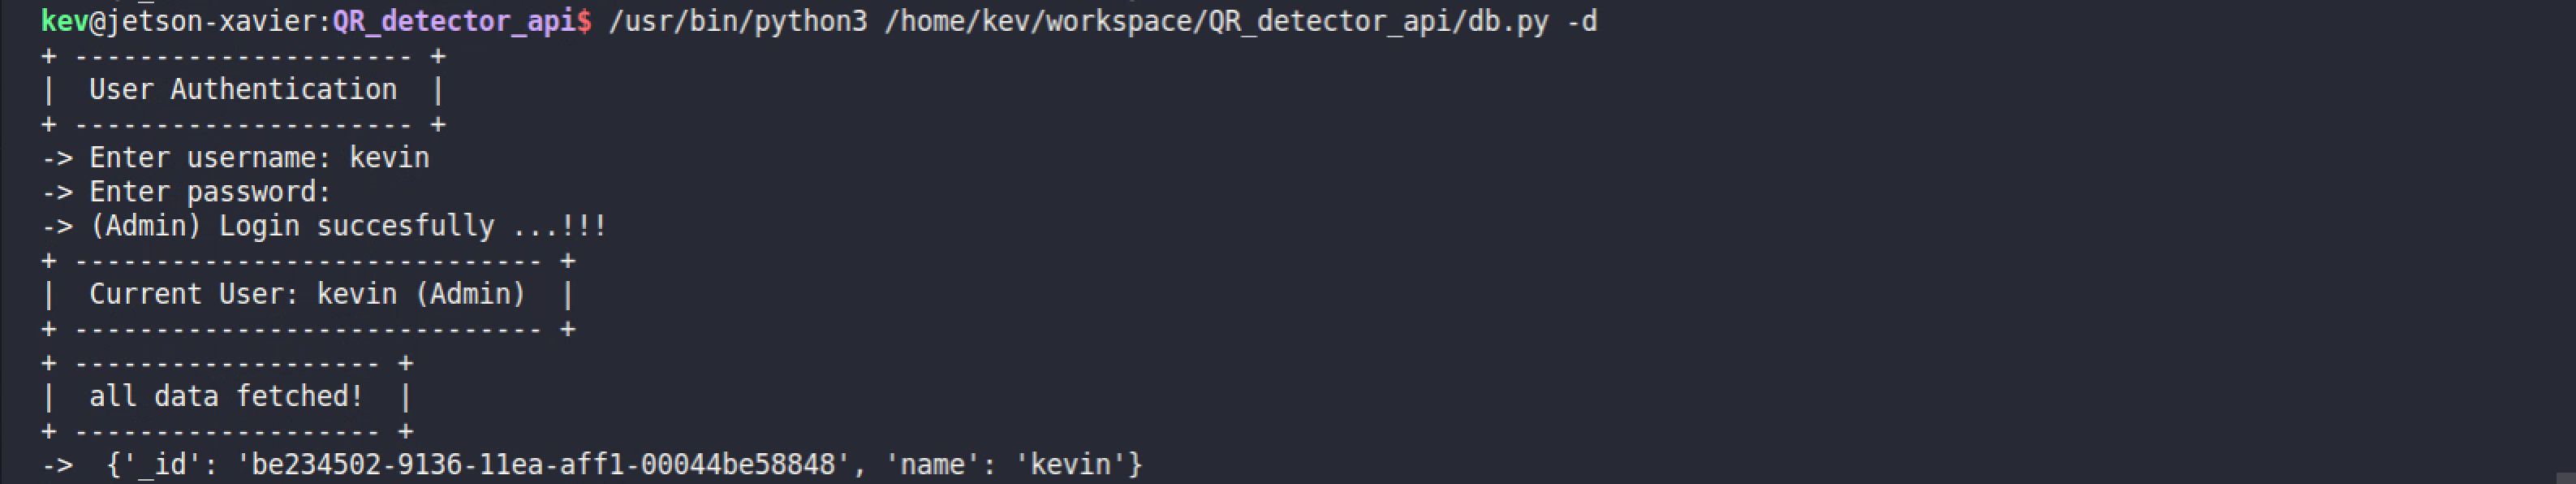 kev@jetson-xavier:QR_detector_api$ /usr/bin/python3 /home/kev/workspace/QR_detector_api/db.py -d
+ --------------------- +
|  User Authentication  |
+ --------------------- +
-> Enter username: kevin
-> Enter password:
-> (Admin) Login succesfully ...!!!
+ ----------------------------- +
|  Current User: kevin (Admin)  |
+ ----------------------------- +
+ ------------------- +
|  all data fetched!  |
+ ------------------- +
->  {'_id': 'be234502-9136-11ea-aff1-00044be58848', 'name': 'kevin'}